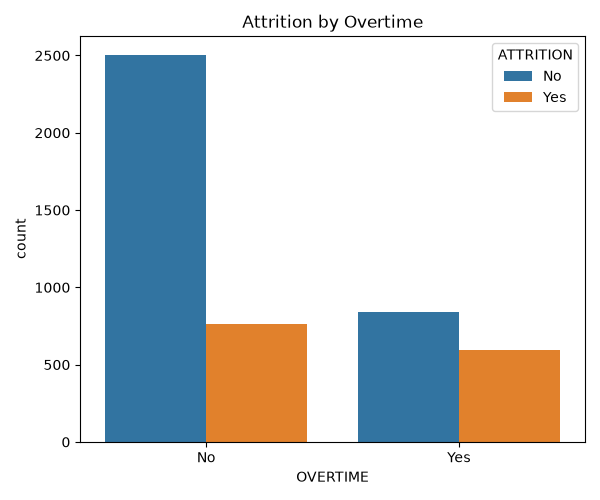 Attrition by Overtime
ATTRITION
No
Yes
2500
2000
1500
1000
500
0
count
No Yes
OVERTIME